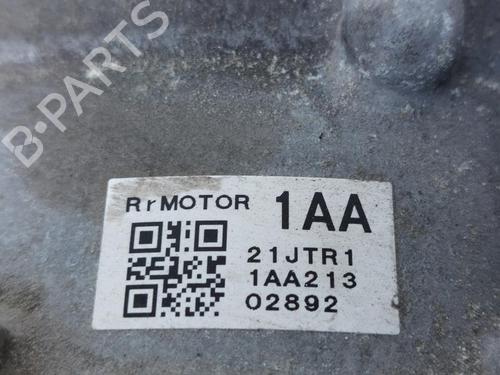 B-PARTS
RrMOTOR 1AA
21JTR1
1AA213
02892